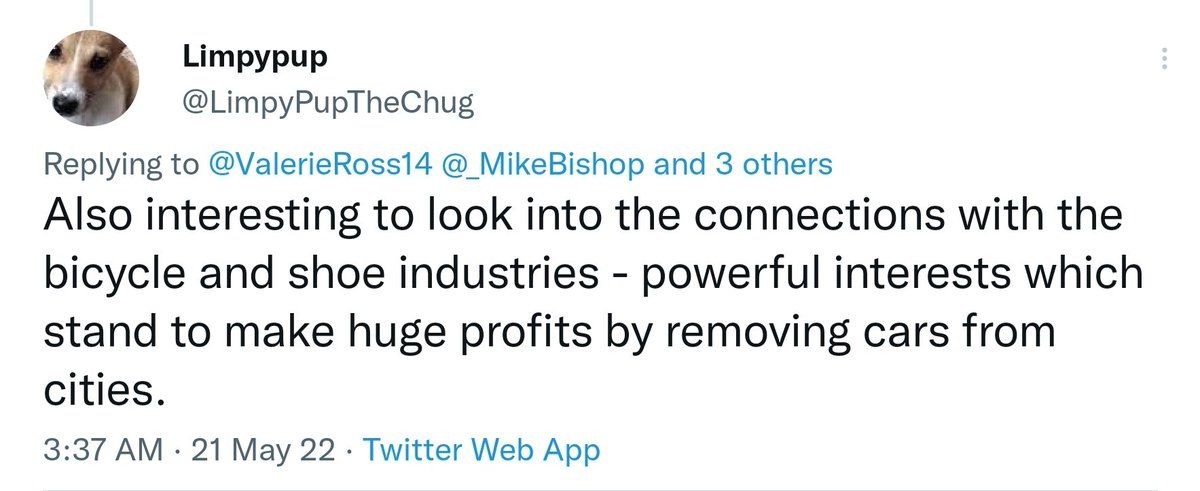 Limpypup
@LimpyPupTheChug
Replying to @ValerieRoss14 @_MikeBishop and 3 others
Also interesting to look into the connections with the
bicycle and shoe industries - powerful interests which
stand to make huge profits by removing cars from
cities.
3:37 AM · 21 May 22 · Twitter Web App